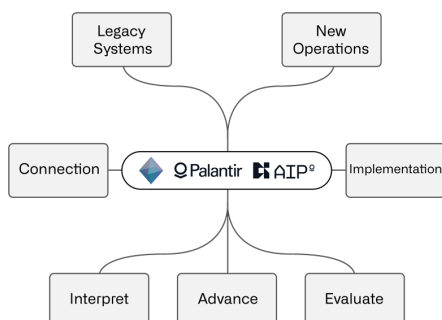 Legacy
Systems
New
Operations
Connection
Palantir AIP
Implementation
Interpret
Advance
Evaluate